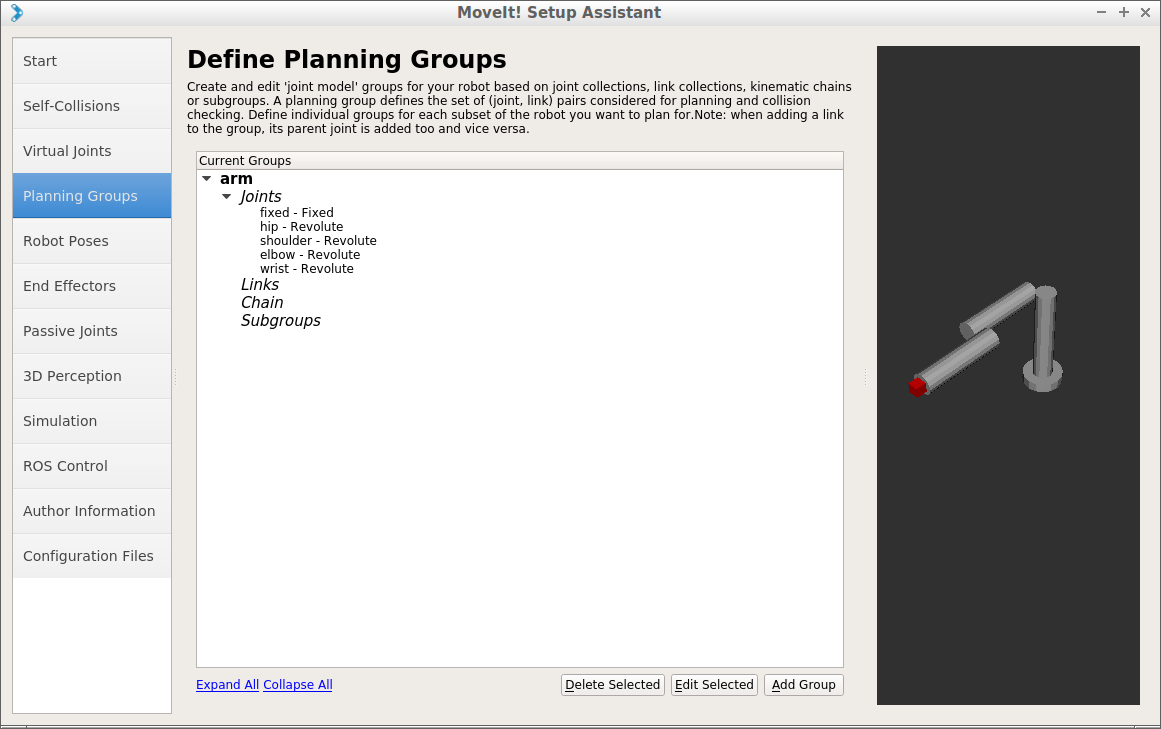 MoveIt! Setup Assistant
Start
Self-Collisions
Virtual Joints
Planning Groups
Robot Poses
End Effectors
Passive Joints
3D Perception
Simulation
ROS Control
Author Information
Configuration Files
Define Planning Groups
Create and edit 'joint model' groups for your robot based on joint collections, link collections, kinematic chains
or subgroups. A planning group defines the set of (joint, link) pairs considered for planning and collision
checking. Define individual groups for each subset of the robot you want to plan for.Note: when adding a link
to the group, its parent joint is added too and vice versa.
Current Groups
arm
Joints
fixed - Fixed
hip - Revolute
shoulder - Revolute
elbow - Revolute
wrist - Revolute
Links
Chain
Subgroups
Expand All Collapse All Delete Selected Edit Selected Add Group